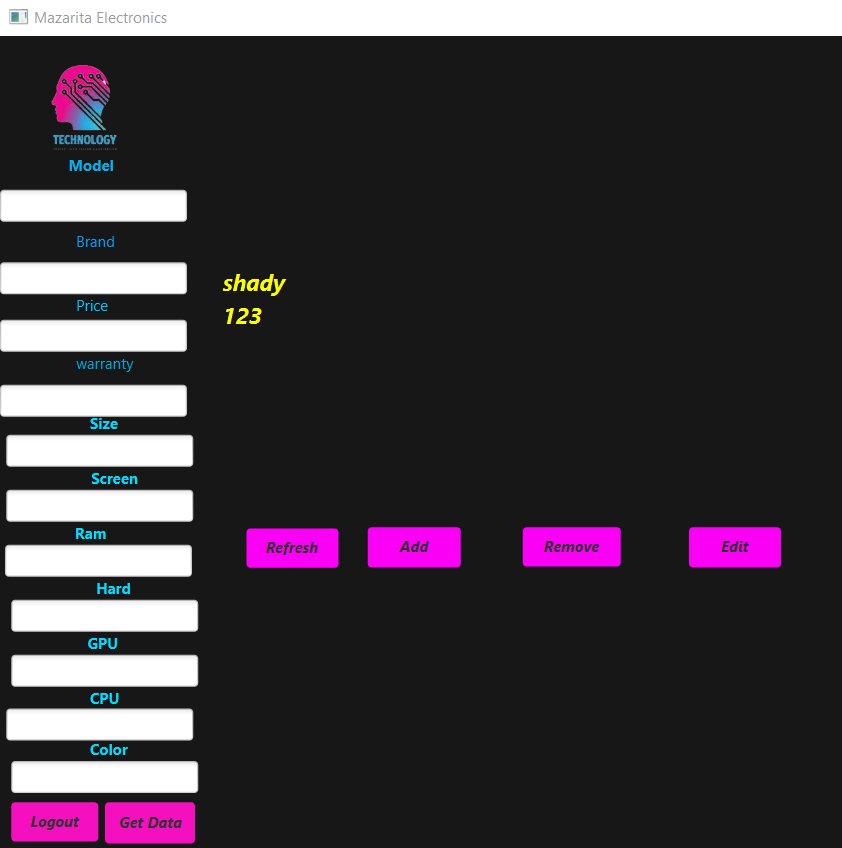 Mazarita Electronics
TECHNOLOGY
Model
Brand
shady
Price
123
warranty
Size
Screen
Ram
Refresh
Add
Remove
Edit
Hard
GPU
CPU
Color
Logout
Get Data